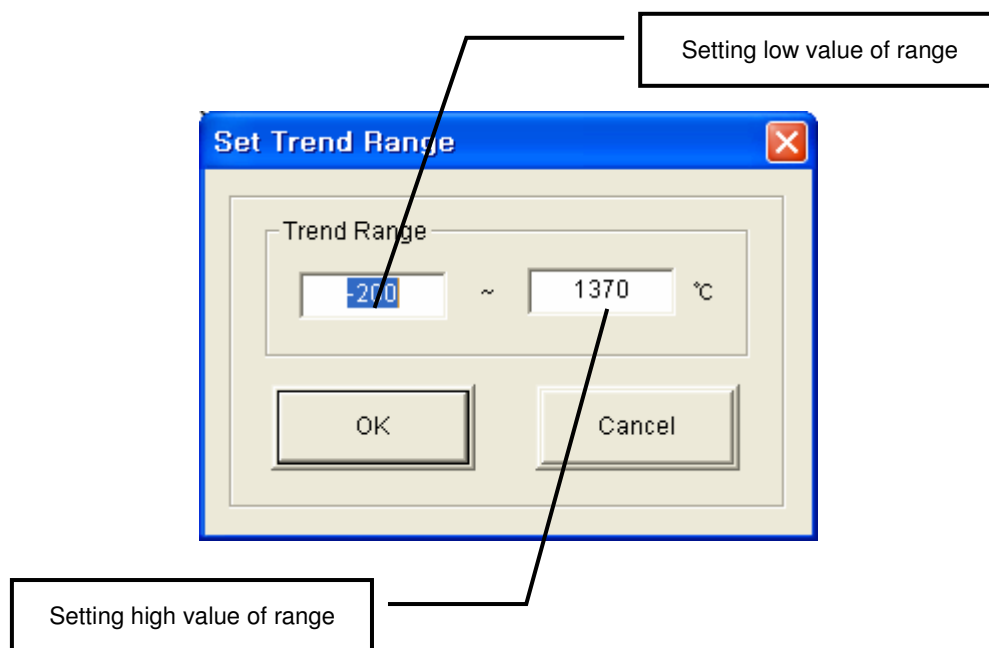 Setting low value of range
Set Trend Range
Trend Range
-200 ~ 1370 ℃
OK Cancel
Setting high value of range